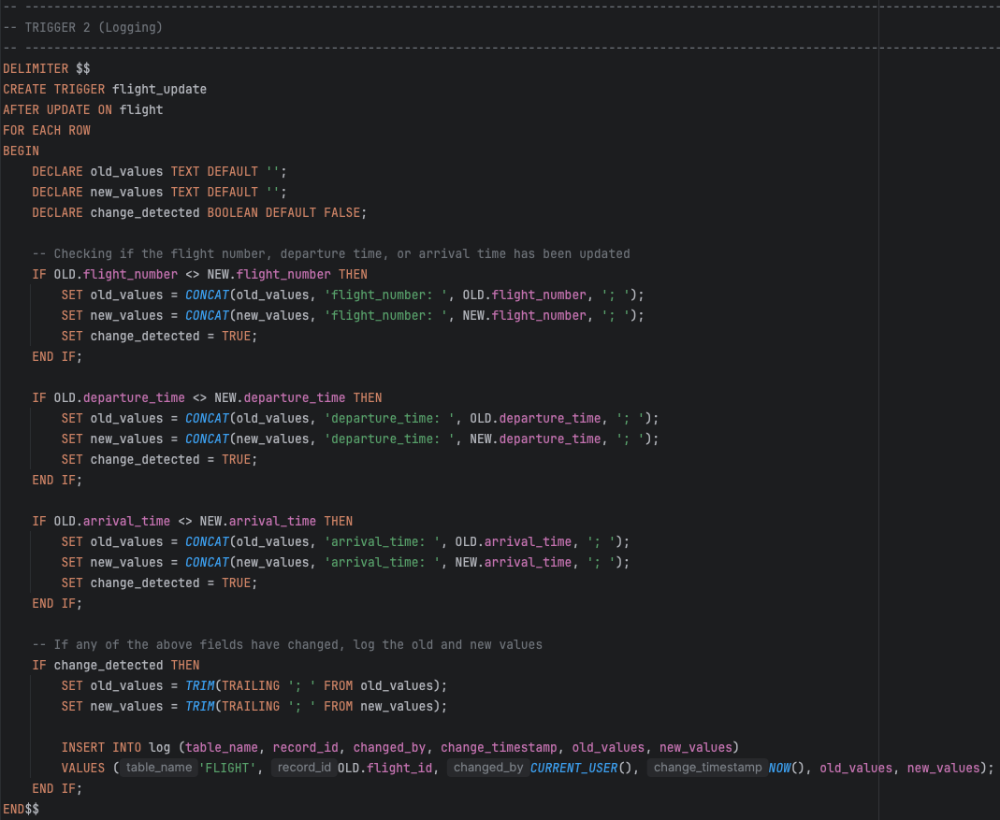 -- ------------------------------------------------------------------------------------------------------------------------------------
-- TRIGGER 2 (Logging)
-- ------------------------------------------------------------------------------------------------------------------------------------
DELIMITER $$
CREATE TRIGGER flight_update
AFTER UPDATE ON flight
FOR EACH ROW
BEGIN
    DECLARE old_values TEXT DEFAULT '';
    DECLARE new_values TEXT DEFAULT '';
    DECLARE change_detected BOOLEAN DEFAULT FALSE;

    -- Checking if the flight number, departure time, or arrival time has been updated
    IF OLD.flight_number <> NEW.flight_number THEN
        SET old_values = CONCAT(old_values, 'flight_number: ', OLD.flight_number, '; ');
        SET new_values = CONCAT(new_values, 'flight_number: ', NEW.flight_number, '; ');
        SET change_detected = TRUE;
    END IF;

    IF OLD.departure_time <> NEW.departure_time THEN
        SET old_values = CONCAT(old_values, 'departure_time: ', OLD.departure_time, '; ');
        SET new_values = CONCAT(new_values, 'departure_time: ', NEW.departure_time, '; ');
        SET change_detected = TRUE;
    END IF;

    IF OLD.arrival_time <> NEW.arrival_time THEN
        SET old_values = CONCAT(old_values, 'arrival_time: ', OLD.arrival_time, '; ');
        SET new_values = CONCAT(new_values, 'arrival_time: ', NEW.arrival_time, '; ');
        SET change_detected = TRUE;
    END IF;

    -- If any of the above fields have changed, log the old and new values
    IF change_detected THEN
        SET old_values = TRIM(TRAILING '; ' FROM old_values);
        SET new_values = TRIM(TRAILING '; ' FROM new_values);

        INSERT INTO log (table_name, record_id, changed_by, change_timestamp, old_values, new_values)
        VALUES ( table_name 'FLIGHT', record_id OLD.flight_id, changed_by CURRENT_USER(), change_timestamp NOW(), old_values, new_values);
    END IF;
END$$